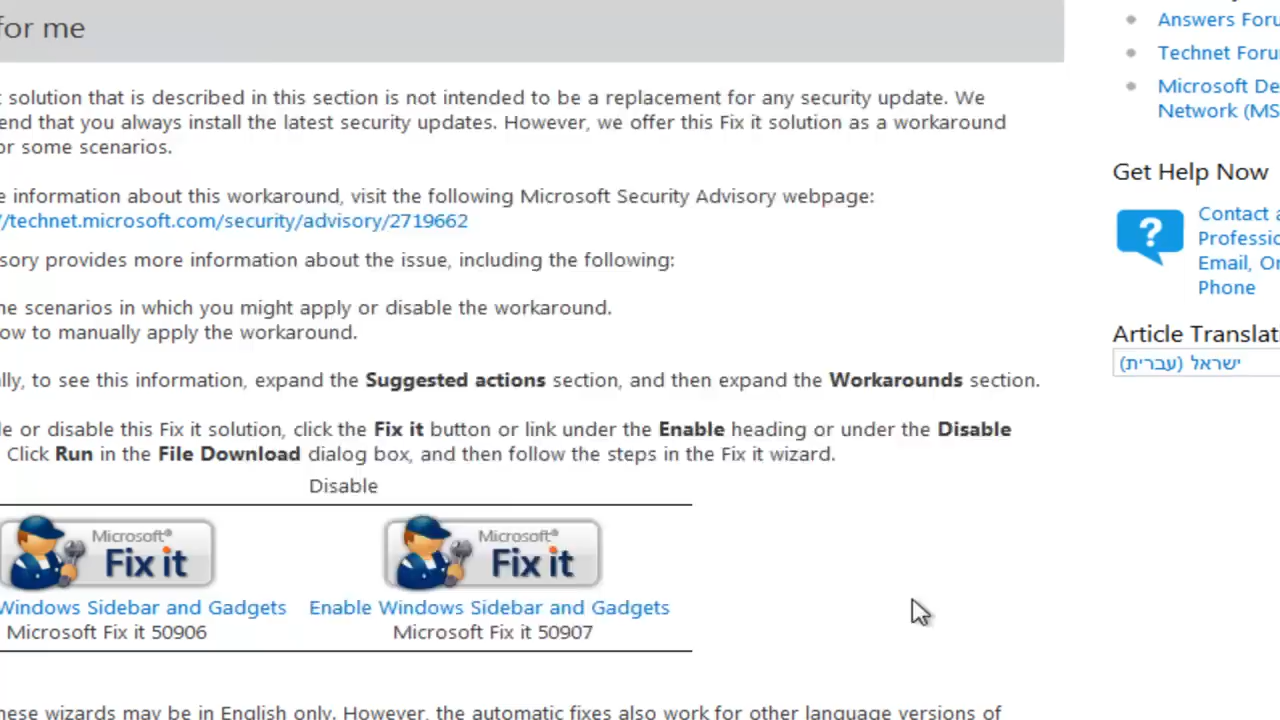 for me
solution that is described in this section is not intended to be a replacement for any security update. We
end that you always install the latest security updates. However, we offer this Fix it solution as a workaround
or some scenarios.
e information about this workaround, visit the following Microsoft Security Advisory webpage:
//technet.microsoft.com/security/advisory/2719662
sory provides more information about the issue, including the following:
he scenarios in which you might apply or disable the workaround.
ow to manually apply the workaround.
lly, to see this information, expand the Suggested actions section, and then expand the Workarounds section.
le or disable this Fix it solution, click the Fix it button or link under the Enable heading or under the Disable
Click Run in the File Download dialog box, and then follow the steps in the Fix it wizard.
Disable
Microsoft® Fix it
Microsoft® Fix it
Windows Sidebar and Gadgets
Enable Windows Sidebar and Gadgets
Microsoft Fix it 50906
Microsoft Fix it 50907
hese wizards may be in English only. However, the automatic fixes also work for other language versions of
Answers Foru
Technet Foru
Microsoft De
Network (MS
Get Help Now
Contact a
Professio
Email, On
Phone
Article Translat
ישראל (עברית)